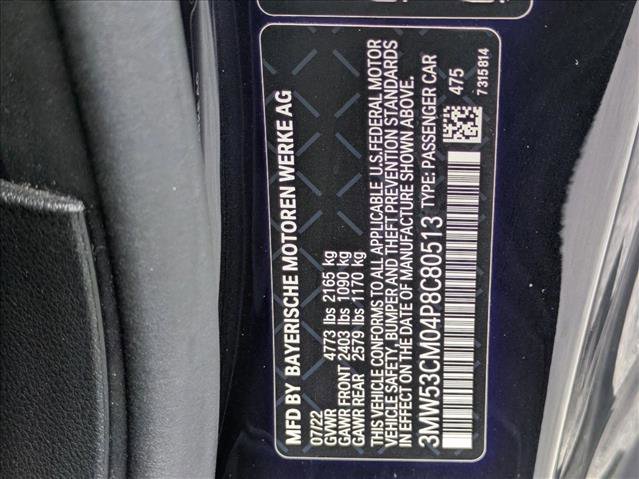 MFD BY BAYERISCHE MOTOREN WERKE AG
07/22
GVWR 4773 lbs 2165 kg
GAWR FRONT 2403 lbs 1090 kg
GAWR REAR 2579 lbs 1170 kg
THIS VEHICLE CONFORMS TO ALL APPLICABLE U.S.FEDERAL MOTOR
VEHICLE SAFETY, BUMPER AND THEFT PREVENTION STANDARDS
IN EFFECT ON THE DATE OF MANUFACTURE SHOWN ABOVE.
3MW53CM04P8C80513 TYPE: PASSENGER CAR
475
7315814